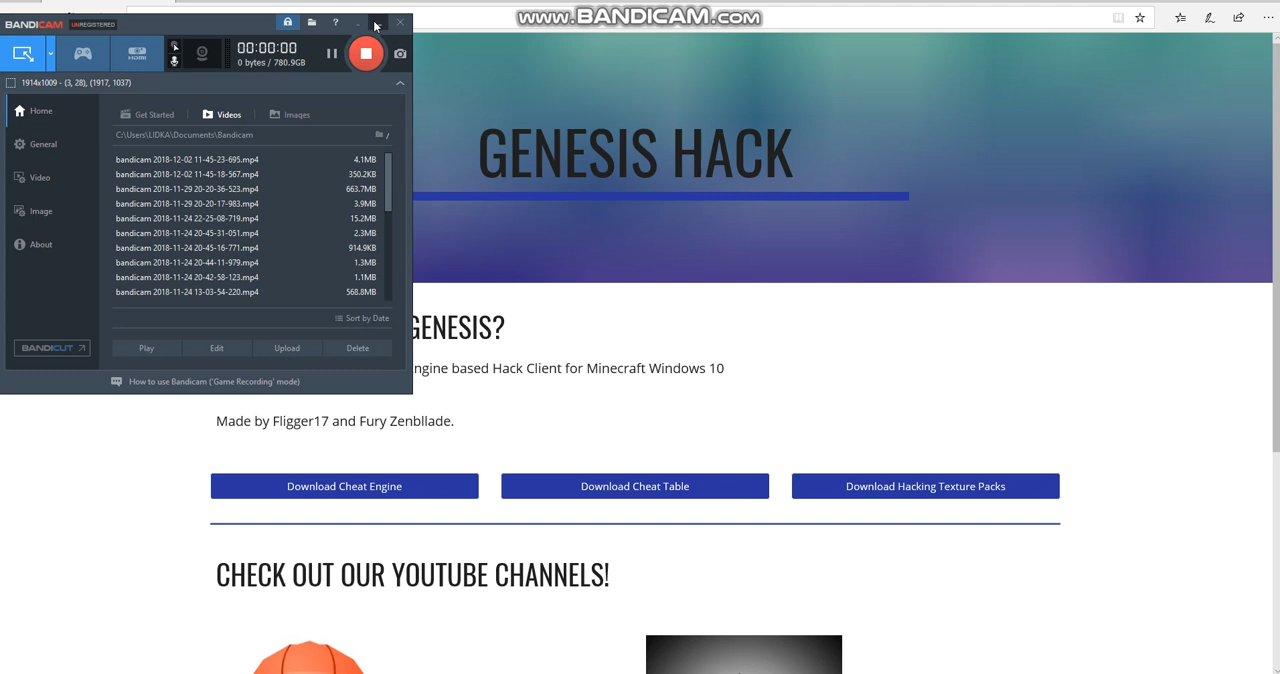 www.BANDICAM.com
BANDICAM UNREGISTERED
?
HDMI
00:00:00
0 bytes / 780.9GB
1914x1009 - (3, 28), (1917, 1037)
Home
General
Video
Image
About
BANDICUT
Get Started
Videos
Images
C:\Users\LIDKA\Documents\Bandicam
/
bandicam 2018-12-02 11-45-23-695.mp4 4.1MB
bandicam 2018-12-02 11-45-18-567.mp4 350.2KB
bandicam 2018-11-29 20-20-36-523.mp4 663.7MB
bandicam 2018-11-29 20-20-17-983.mp4 3.9MB
bandicam 2018-11-24 22-25-08-719.mp4 15.2MB
bandicam 2018-11-24 20-45-31-051.mp4 2.3MB
bandicam 2018-11-24 20-45-16-771.mp4 914.9KB
bandicam 2018-11-24 20-44-11-979.mp4 1.3MB
bandicam 2018-11-24 20-42-58-123.mp4 1.1MB
bandicam 2018-11-24 13-03-54-220.mp4 568.8MB
Sort by Date
Play Edit Upload Delete
How to use Bandicam ('Game Recording' mode)
GENESIS HACK
GENESIS?
ngine based Hack Client for Minecraft Windows 10
Made by Fligger17 and Fury Zenbllade.
Download Cheat Engine
Download Cheat Table
Download Hacking Texture Packs
CHECK OUT OUR YOUTUBE CHANNELS!